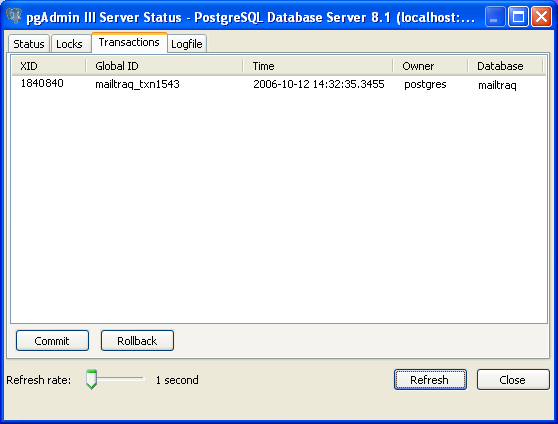 pgAdmin III Server Status - PostgreSQL Database Server 8.1 (localhost:...
Status Locks Transactions Logfile
XID Global ID Time Owner Database
1840840 mailtraq_txn1543 2006-10-12 14:32:35.3455 postgres mailtraq
Commit Rollback
Refresh rate: 1 second Refresh Close